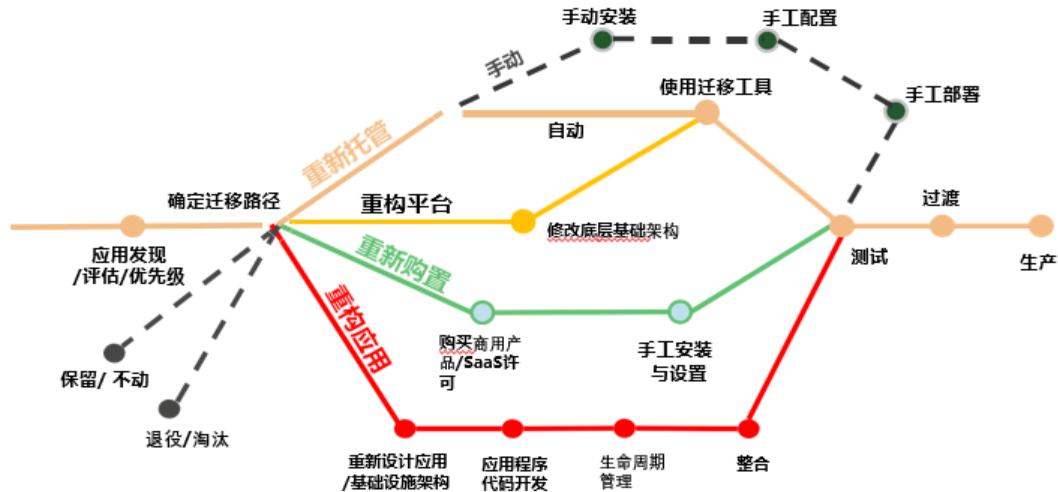 手动安装
手工配置
手动
使用迁移工具
手工部署
自动
重新托管
确定迁移路径
重构平台
过渡
修改底层基础架构
应用发现
/评估/优先级
测试
生产
重新购置
重构应用
购买商用产
品/SaaS许
可
手工安装
与设置
保留/ 不动
退役/淘汰
重新设计应用
/基础设施架构
应用程序
代码开发
生命周期
管理
整合